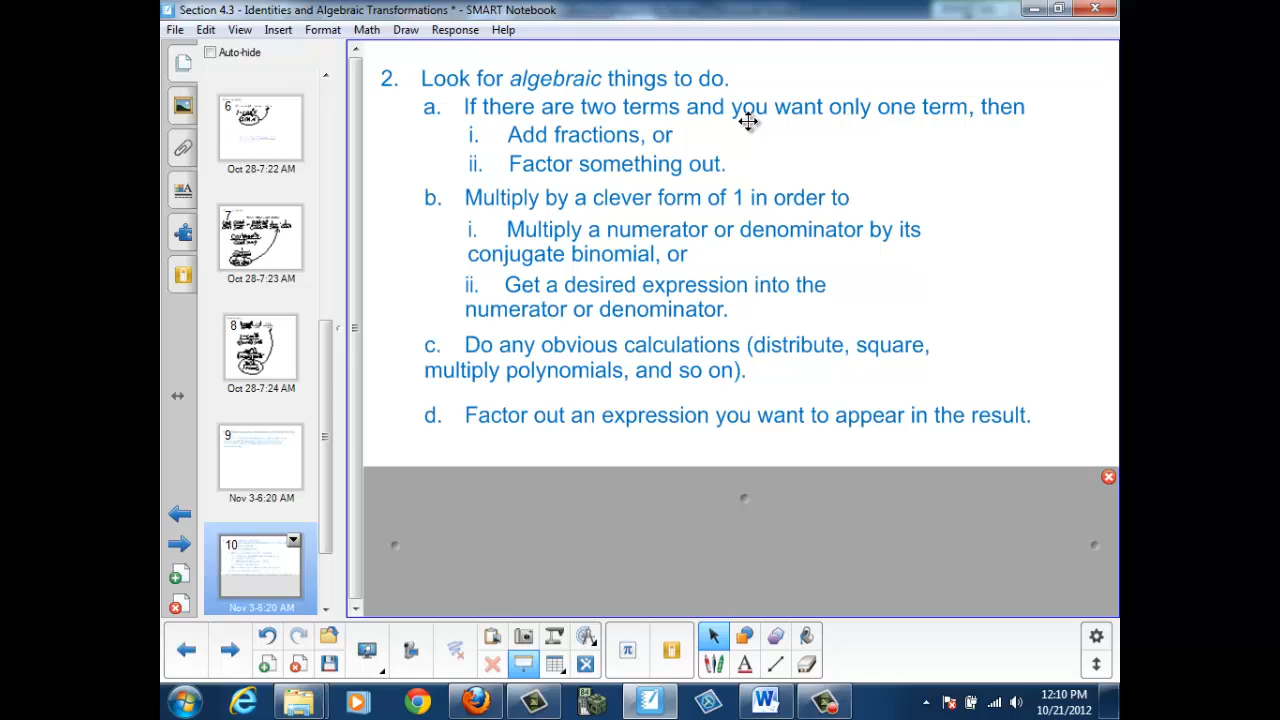 Section 4.3 - Identities and Algebraic Transformations * - SMART Notebook
File Edit View Insert Format Math Draw Response Help
Auto-hide
6
Oct 28-7:22 AM
7
Oct 28-7:23 AM
8
Oct 28-7:24 AM
9
Nov 3-6:20 AM
10
Nov 3-6:20 AM
2. Look for algebraic things to do.
a. If there are two terms and you want only one term, then
i. Add fractions, or
ii. Factor something out.
b. Multiply by a clever form of 1 in order to
i. Multiply a numerator or denominator by its
conjugate binomial, or
ii. Get a desired expression into the
numerator or denominator.
c. Do any obvious calculations (distribute, square,
multiply polynomials, and so on).
d. Factor out an expression you want to appear in the result.
12:10 PM
10/21/2012